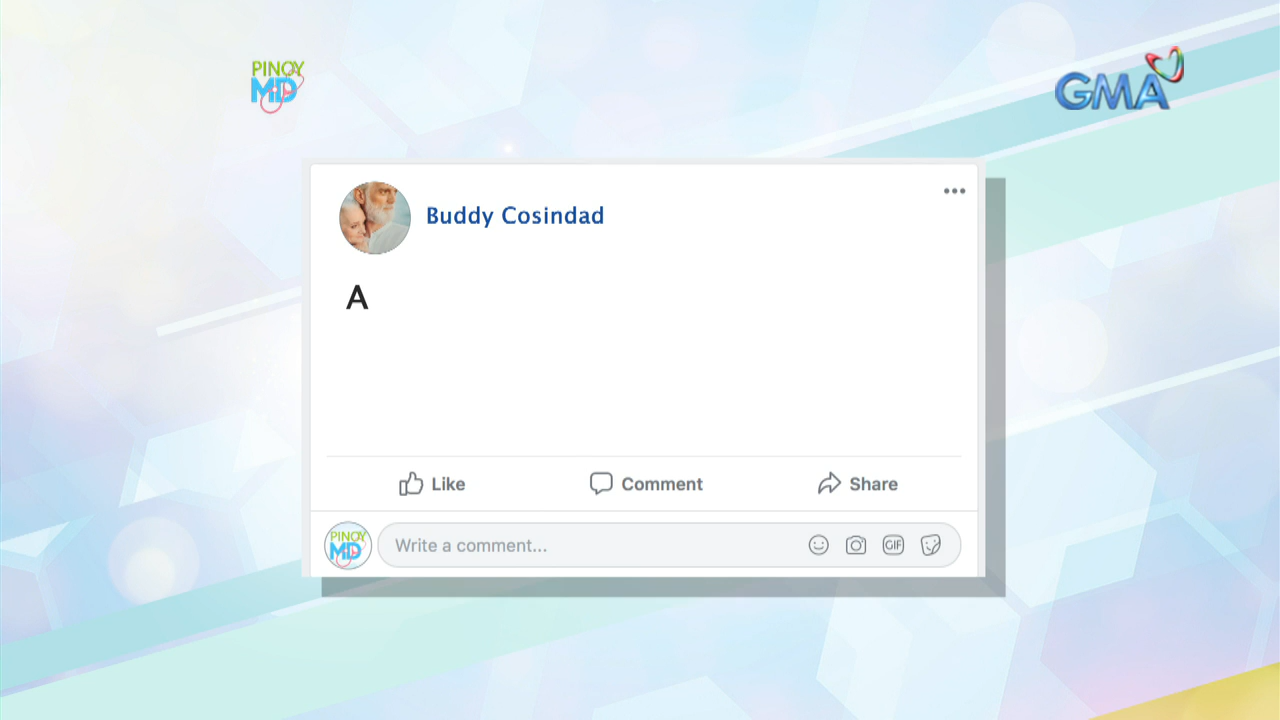 PINOY
MD
GMA
Buddy Cosindad
A
Like
Comment
Share
PINOY
MD
Write a comment...
GIF